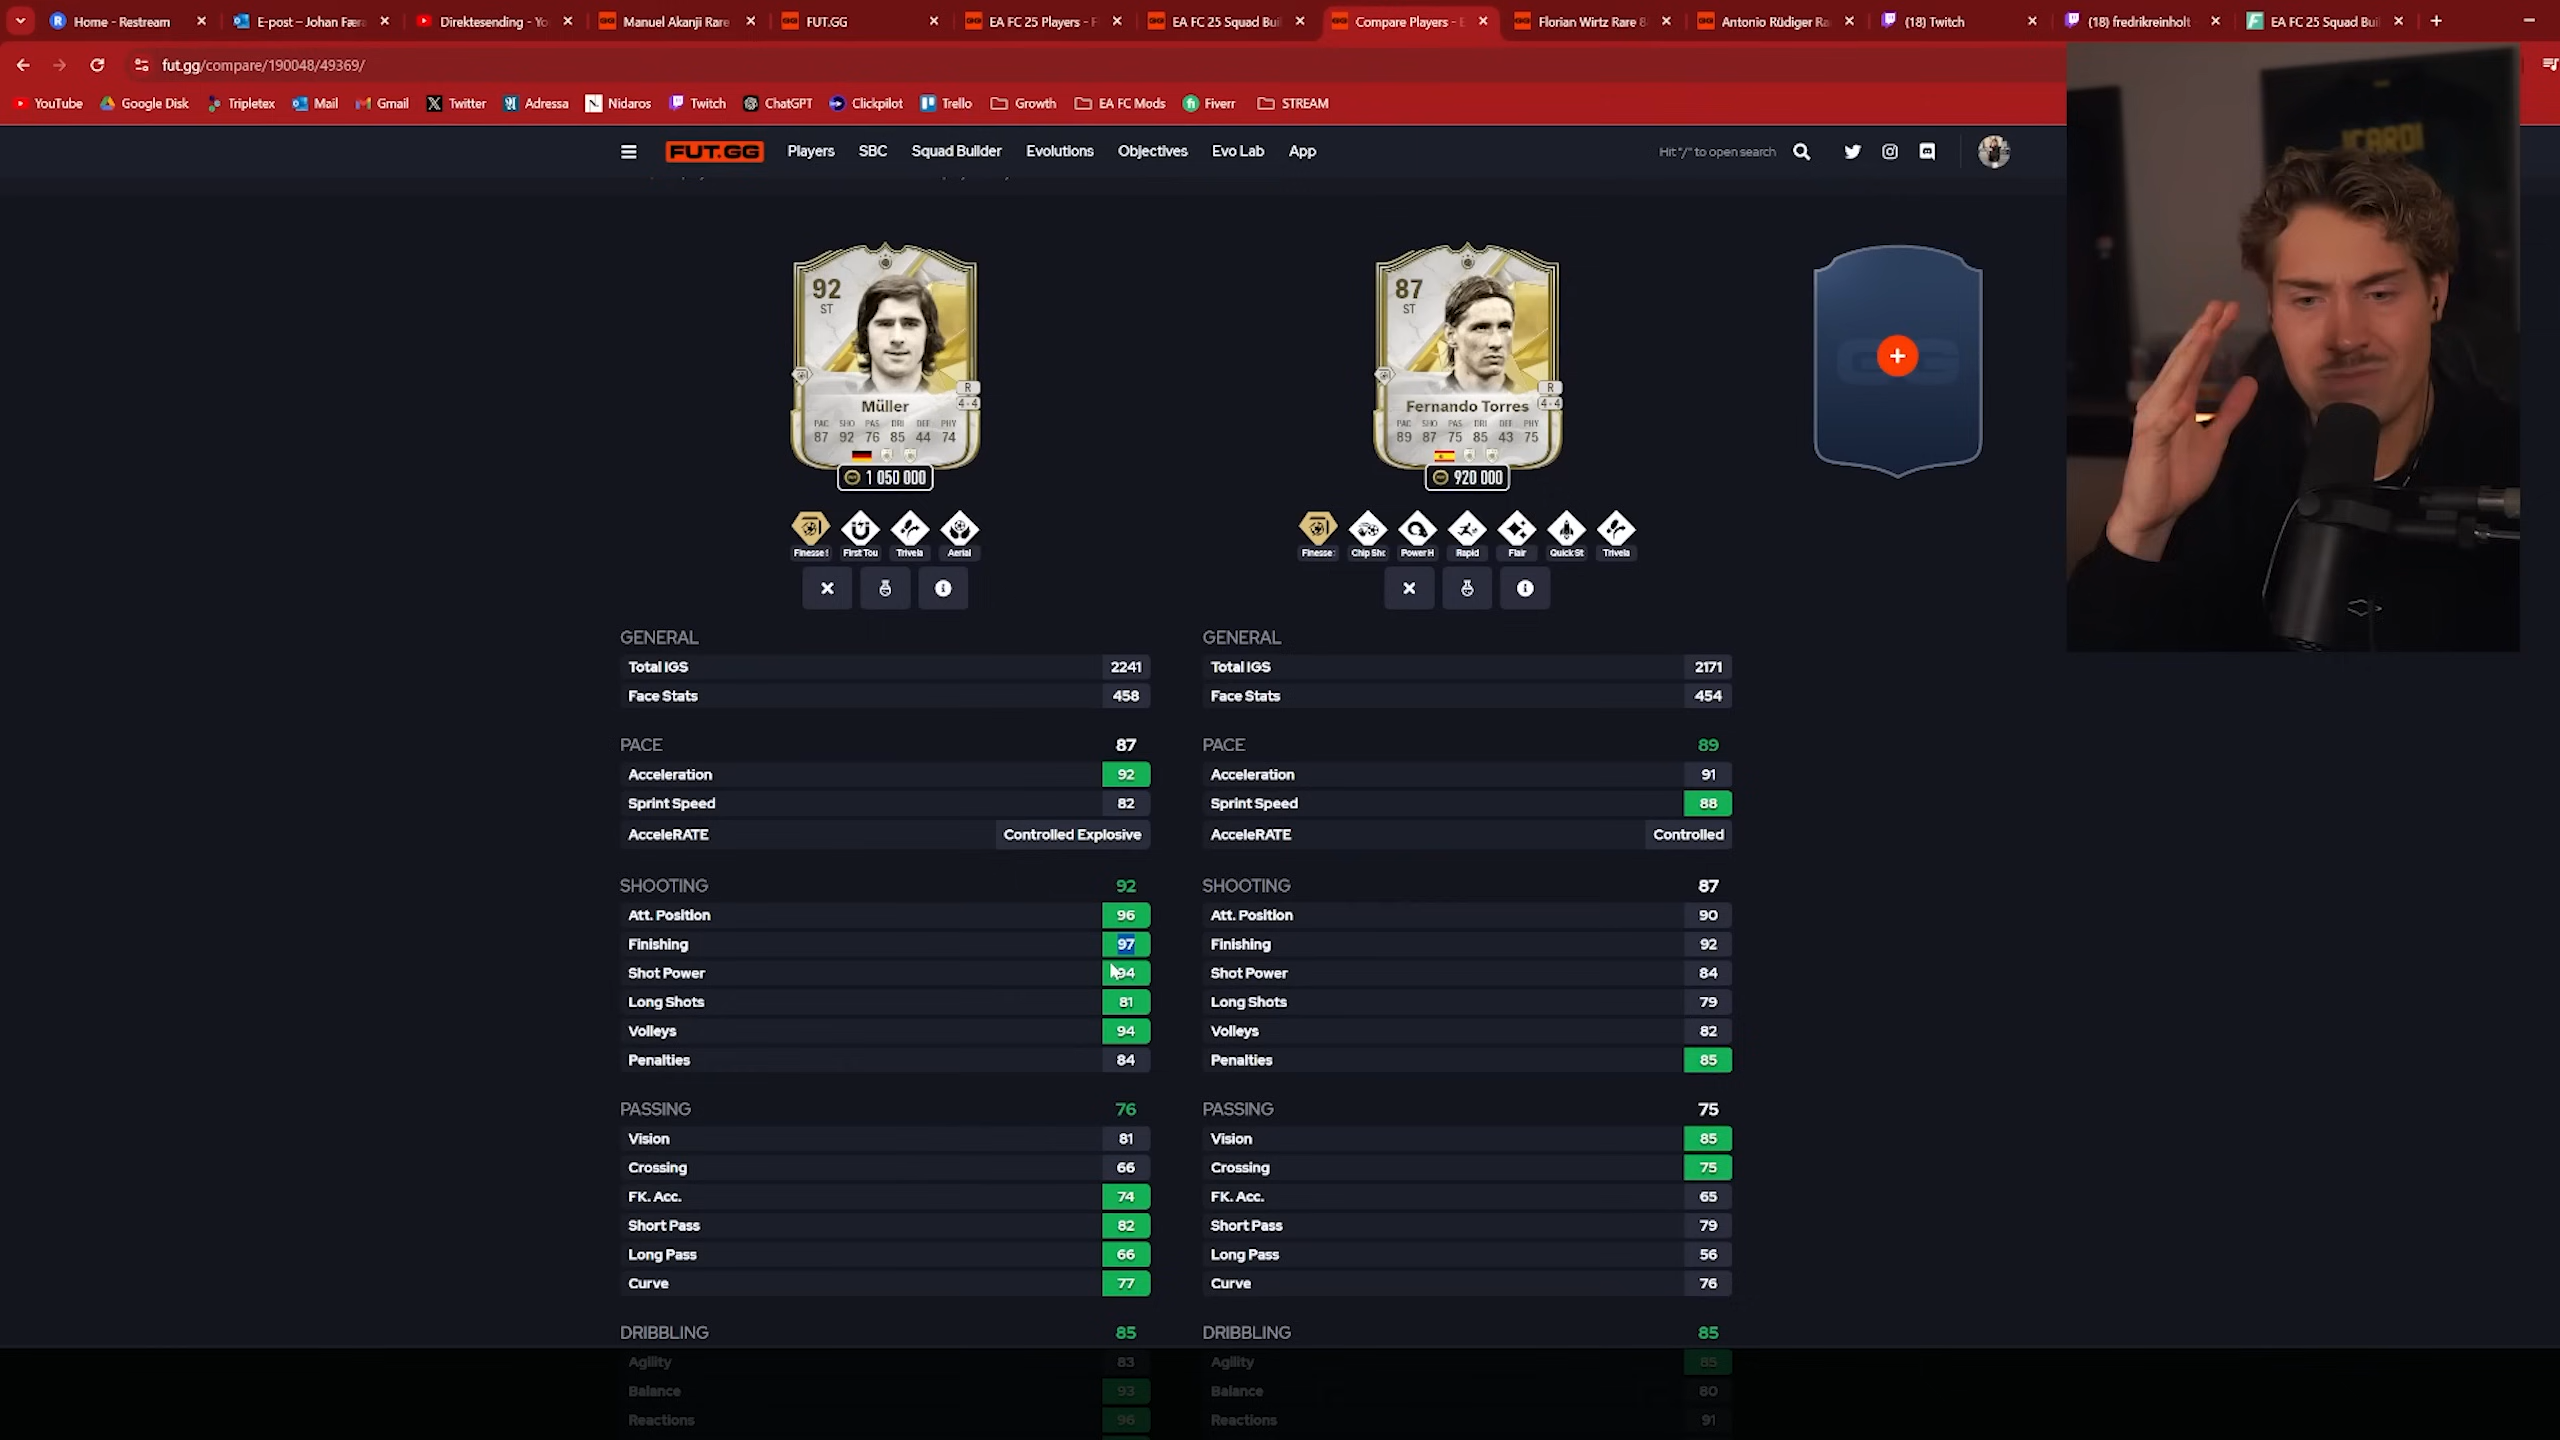 Home - Restream
E-post – Johan Færa
Direktesending - Yo
Manuel Akanji Rare
FUT.GG
EA FC 25 Players - F
EA FC 25 Squad Bui
Compare Players - E
Florian Wirtz Rare 8
Antonio Rüdiger Ra
(18) Twitch
(18) fredrikreinholt
EA FC 25 Squad Bui
fut.gg/compare/190048/49369/
YouTube
Google Disk
Tripletex
Mail
Gmail
Twitter
Adressa
Nidaros
Twitch
ChatGPT
Clickpilot
Trello
Growth
EA FC Mods
Fiverr
STREAM
FUT.GG
Players
SBC
Squad Builder
Evolutions
Objectives
Evo Lab
App
Hit "/" to open search
ICARDI
92
ST
R
4-4
Müller
PAC SHO PAS DRI DEF PHY
87 92 76 85 44 74
1 050 000
Finesse First Tou Trivela Aerial
87
ST
R
4-4
Fernando Torres
PAC SHO PAS DRI DEF PHY
89 87 75 85 43 75
920 000
Finesse Chip Sho Power H Rapid Flair Quick St Trivela
GG
GENERAL
Total IGS 2241
Face Stats 458
PACE 87
Acceleration 92
Sprint Speed 82
AcceleRATE Controlled Explosive
SHOOTING 92
Att. Position 96
Finishing 97
Shot Power 94
Long Shots 81
Volleys 94
Penalties 84
PASSING 76
Vision 81
Crossing 66
FK. Acc. 74
Short Pass 82
Long Pass 66
Curve 77
DRIBBLING 85
Agility 83
Balance 93
Reactions 96
GENERAL
Total IGS 2171
Face Stats 454
PACE 89
Acceleration 91
Sprint Speed 88
AcceleRATE Controlled
SHOOTING 87
Att. Position 90
Finishing 92
Shot Power 84
Long Shots 79
Volleys 82
Penalties 85
PASSING 75
Vision 85
Crossing 75
FK. Acc. 65
Short Pass 79
Long Pass 56
Curve 76
DRIBBLING 85
Agility 85
Balance 80
Reactions 91